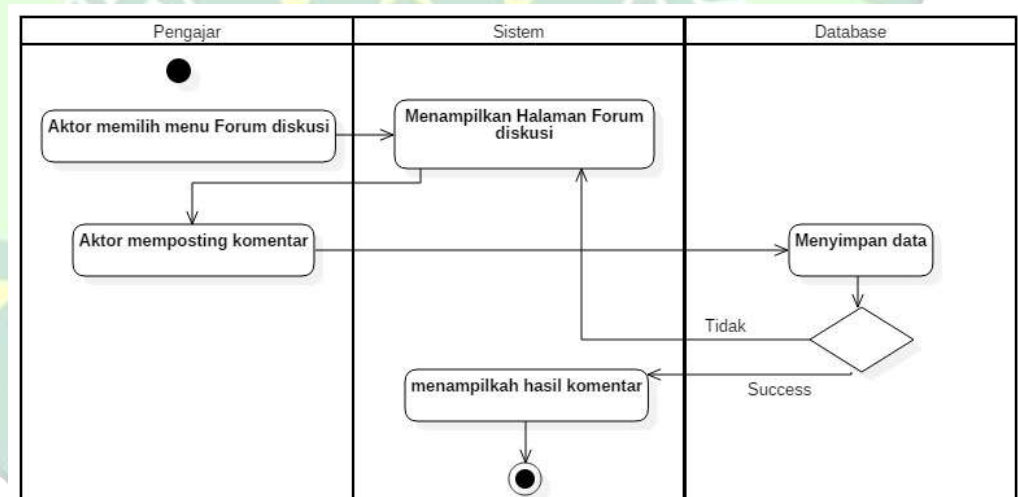 Pengajar
Sistem
Database
Aktor memilih menu Forum diskusi
Menampilkan Halaman Forum
diskusi
Aktor memposting komentar
Menyimpan data
Tidak
menampilkah hasil komentar
Success